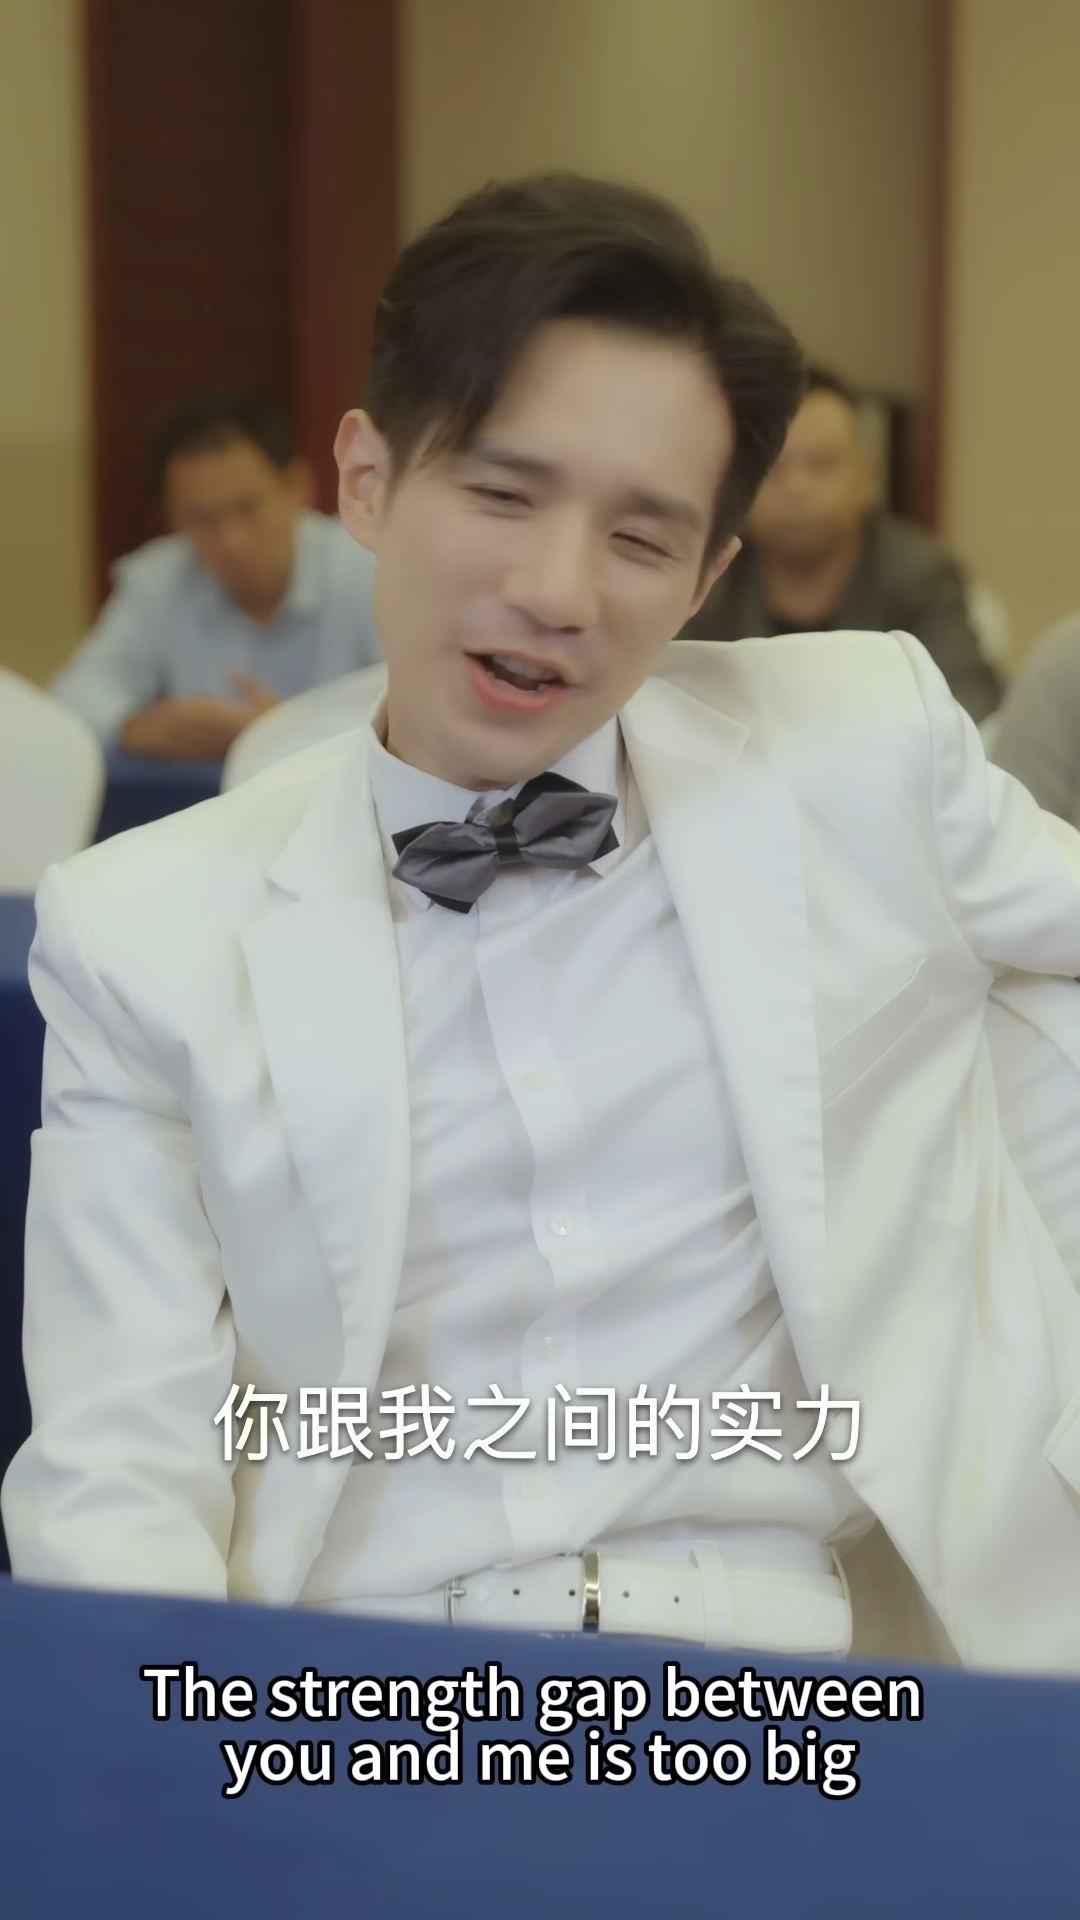 你跟我之间的实力
The strength gap between
you and me is too big